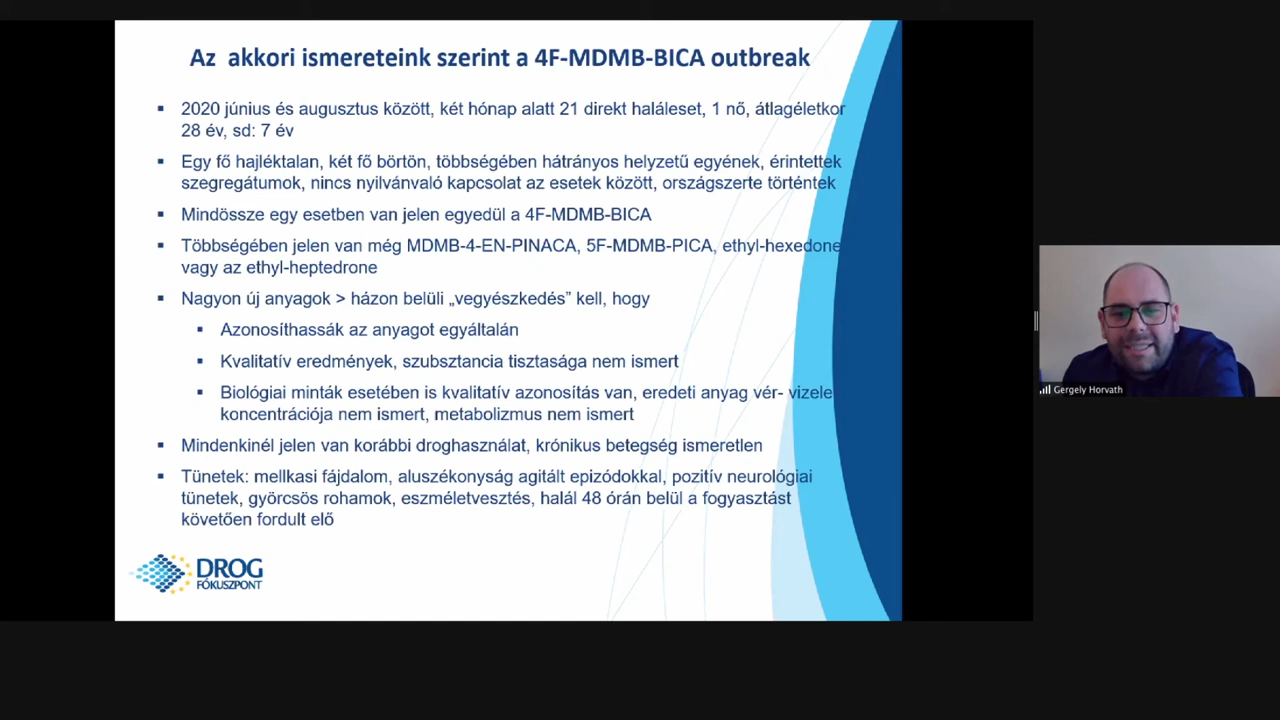 Az akkori ismereteink szerint a 4F-MDMB-BICA outbreak
▪ 2020 június és augusztus között, két hónap alatt 21 direkt haláleset, 1 nő, átlagéletkor
28 év, sd: 7 év
▪ Egy fő hajléktalan, két fő börtön, többségében hátrányos helyzetű egyének, érintettek
szegregátumok, nincs nyilvánvaló kapcsolat az esetek között, országszerte történtek
▪ Mindössze egy esetben van jelen egyedül a 4F-MDMB-BICA
▪ Többségében jelen van még MDMB-4-EN-PINACA, 5F-MDMB-PICA, ethyl-hexedone
vagy az ethyl-heptedrone
▪ Nagyon új anyagok > házon belüli „vegyészkedés” kell, hogy
▪ Azonosíthassák az anyagot egyáltalán
▪ Kvalitatív eredmények, szubsztancia tisztasága nem ismert
▪ Biológiai minták esetében is kvalitatív azonosítás van, eredeti anyag vér- vizele
koncentrációja nem ismert, metabolizmus nem ismert
▪ Mindenkinél jelen van korábbi droghasználat, krónikus betegség ismeretlen
▪ Tünetek: mellkasi fájdalom, aluszékonyság agitált epizódokkal, pozitív neurológiai
tünetek, györcsös rohamok, eszméletvesztés, halál 48 órán belül a fogyasztást
követően fordult elő
DROG
FÓKUSZPONT
Gergely Horvath